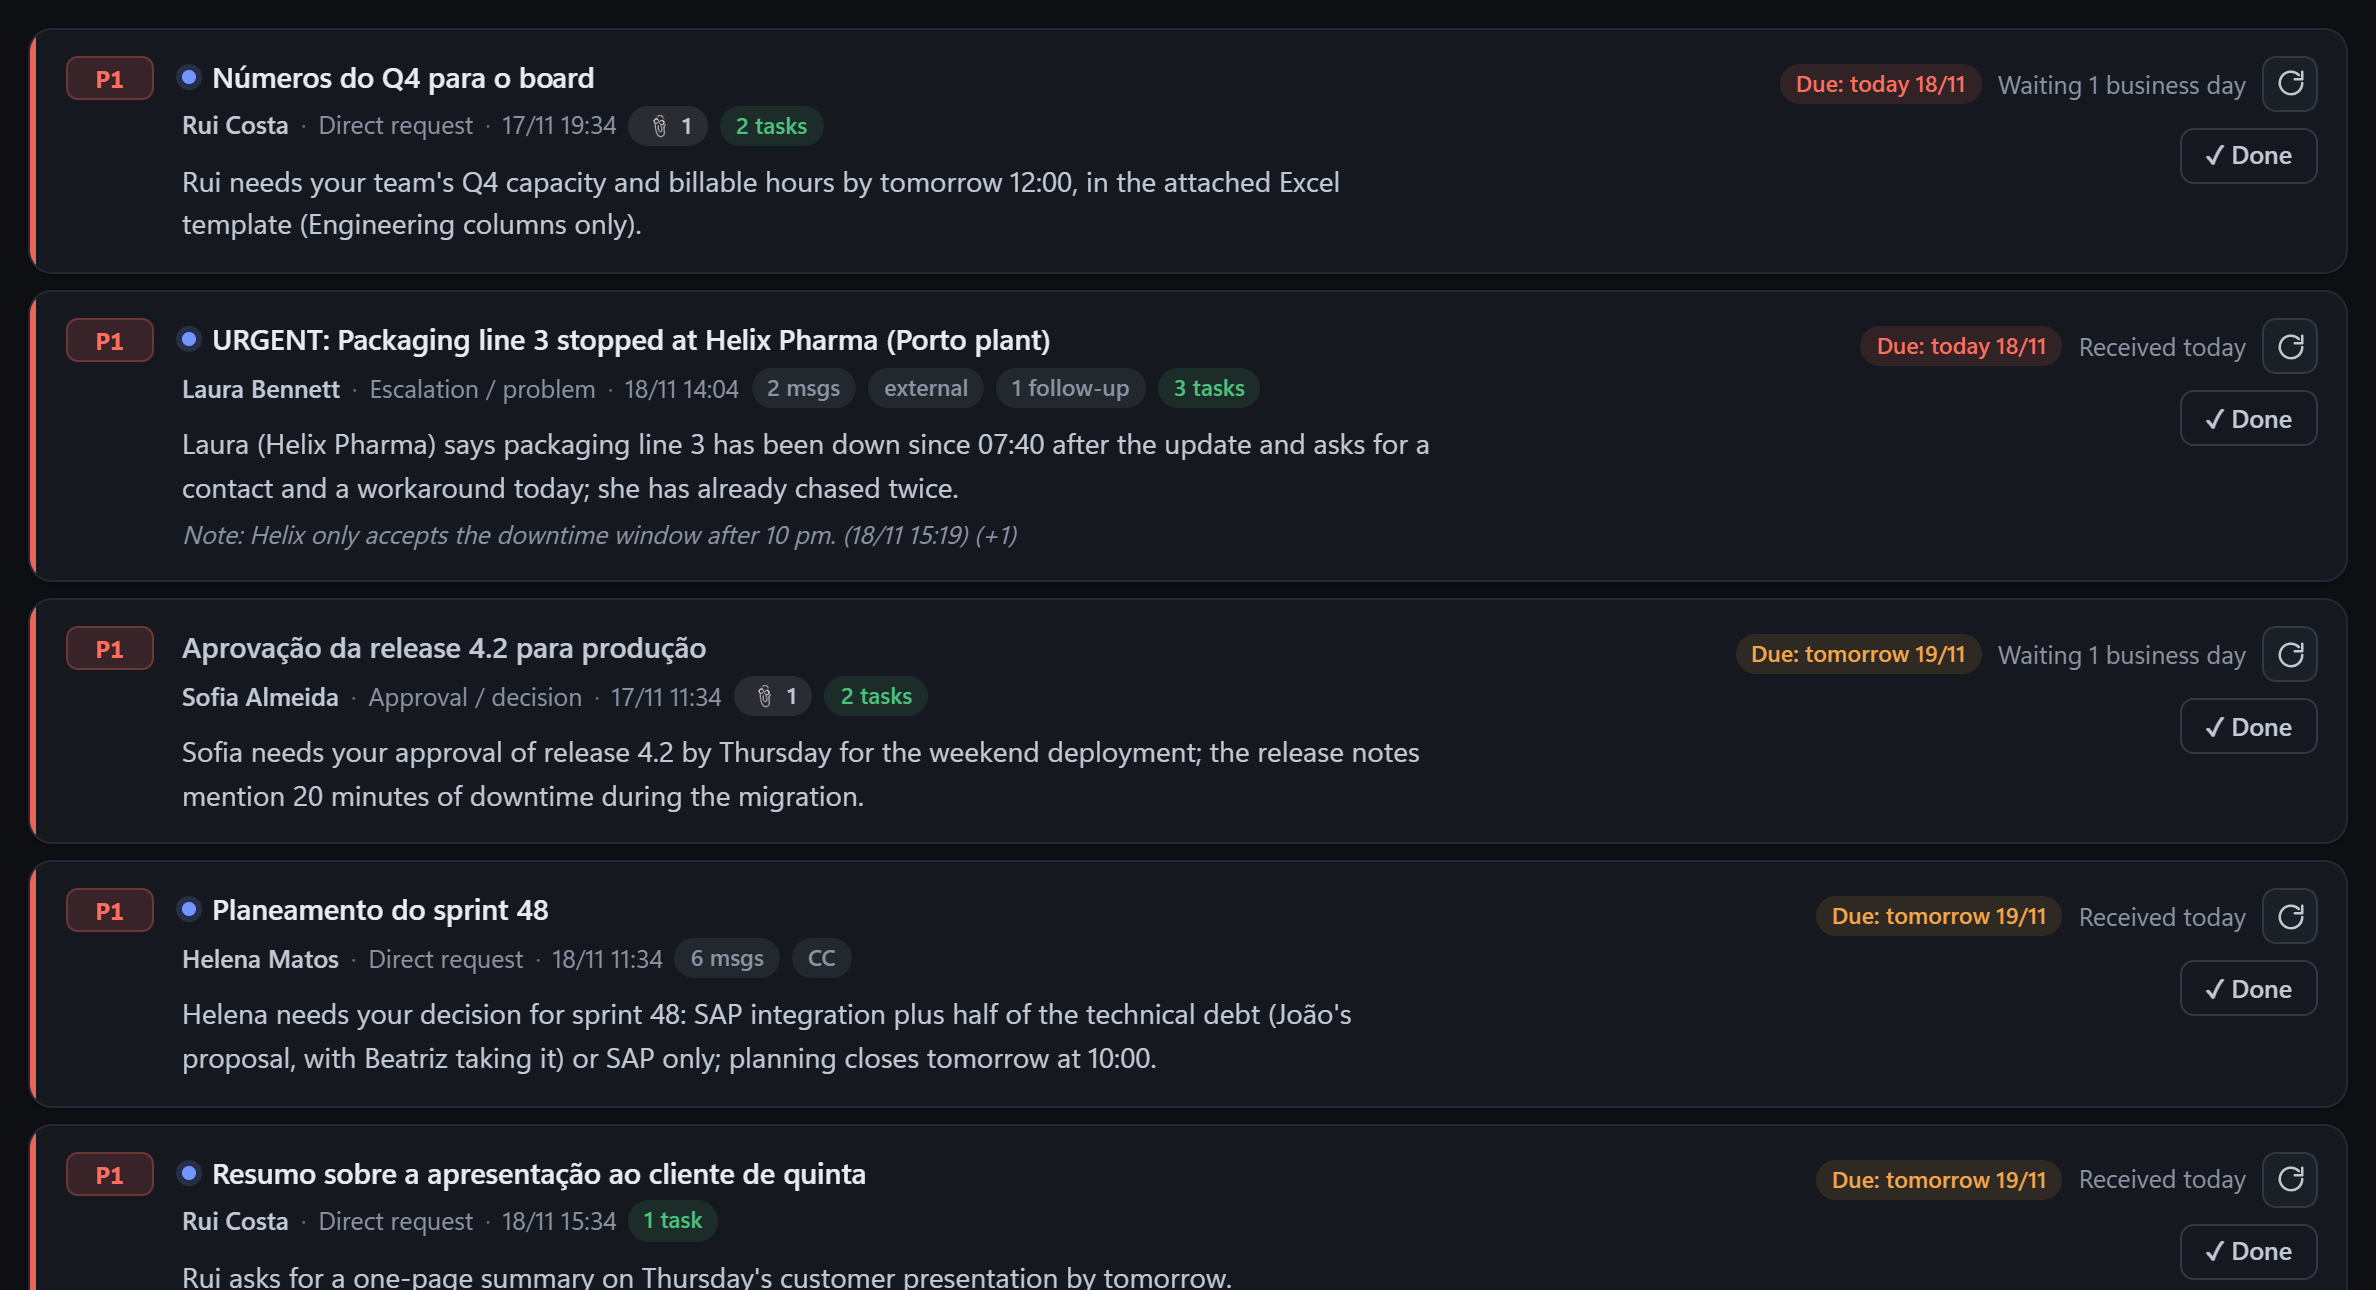 P1 Números do Q4 para o board Due: today 18/11 Waiting 1 business day
Rui Costa · Direct request · 17/11 19:34 1 2 tasks
✓ Done
Rui needs your team's Q4 capacity and billable hours by tomorrow 12:00, in the attached Excel
template (Engineering columns only).
P1 URGENT: Packaging line 3 stopped at Helix Pharma (Porto plant) Due: today 18/11 Received today
Laura Bennett · Escalation / problem · 18/11 14:04 2 msgs external 1 follow-up 3 tasks
✓ Done
Laura (Helix Pharma) says packaging line 3 has been down since 07:40 after the update and asks for a
contact and a workaround today; she has already chased twice.
Note: Helix only accepts the downtime window after 10 pm. (18/11 15:19) (+1)
P1 Aprovação da release 4.2 para produção Due: tomorrow 19/11 Waiting 1 business day
Sofia Almeida · Approval / decision · 17/11 11:34 1 2 tasks
✓ Done
Sofia needs your approval of release 4.2 by Thursday for the weekend deployment; the release notes
mention 20 minutes of downtime during the migration.
P1 Planeamento do sprint 48 Due: tomorrow 19/11 Received today
Helena Matos · Direct request · 18/11 11:34 6 msgs CC
✓ Done
Helena needs your decision for sprint 48: SAP integration plus half of the technical debt (João's
proposal, with Beatriz taking it) or SAP only; planning closes tomorrow at 10:00.
P1 Resumo sobre a apresentação ao cliente de quinta Due: tomorrow 19/11 Received today
Rui Costa · Direct request · 18/11 15:34 1 task
✓ Done
Rui asks for a one-page summary on Thursday's customer presentation by tomorrow.